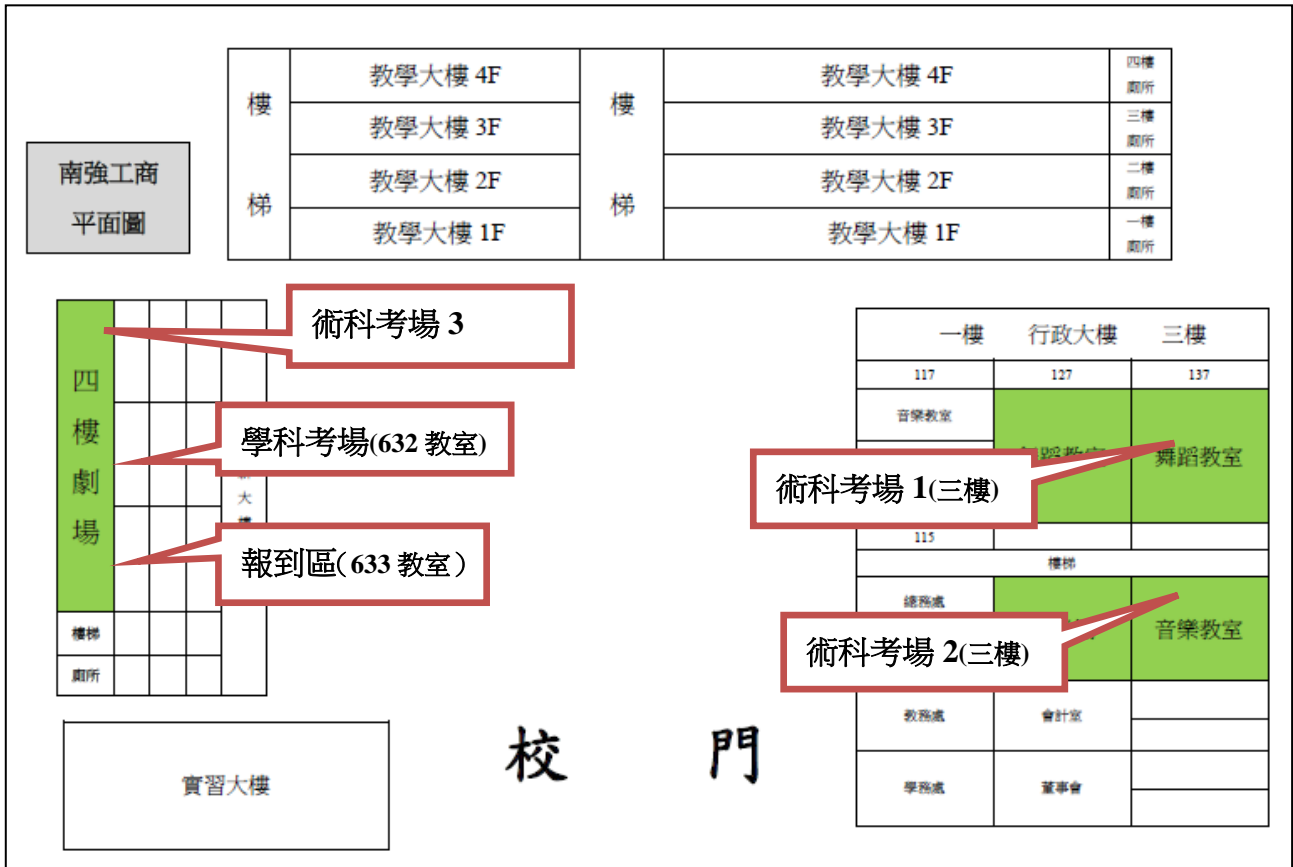 教學大樓 4F
教學大樓 4F
四樓
廁所
樓
梯
樓
梯
教學大樓 3F
教學大樓 3F
三樓
廁所
南強工商
平面圖
教學大樓 2F
教學大樓 2F
二樓
廁所
教學大樓 1F
教學大樓 1F
一樓
廁所
術科考場 3
四樓劇場
學科考場(632 教室)
大
報到區(633 教室)
樓梯
廁所
實習大樓
校 門
一樓 行政大樓 三樓
117 127 137
音樂教室
舞蹈教室
術科考場 1(三樓)
115
樓梯
總務處
音樂教室
術科考場 2(三樓)
教務處 會計室
學務處 董事會